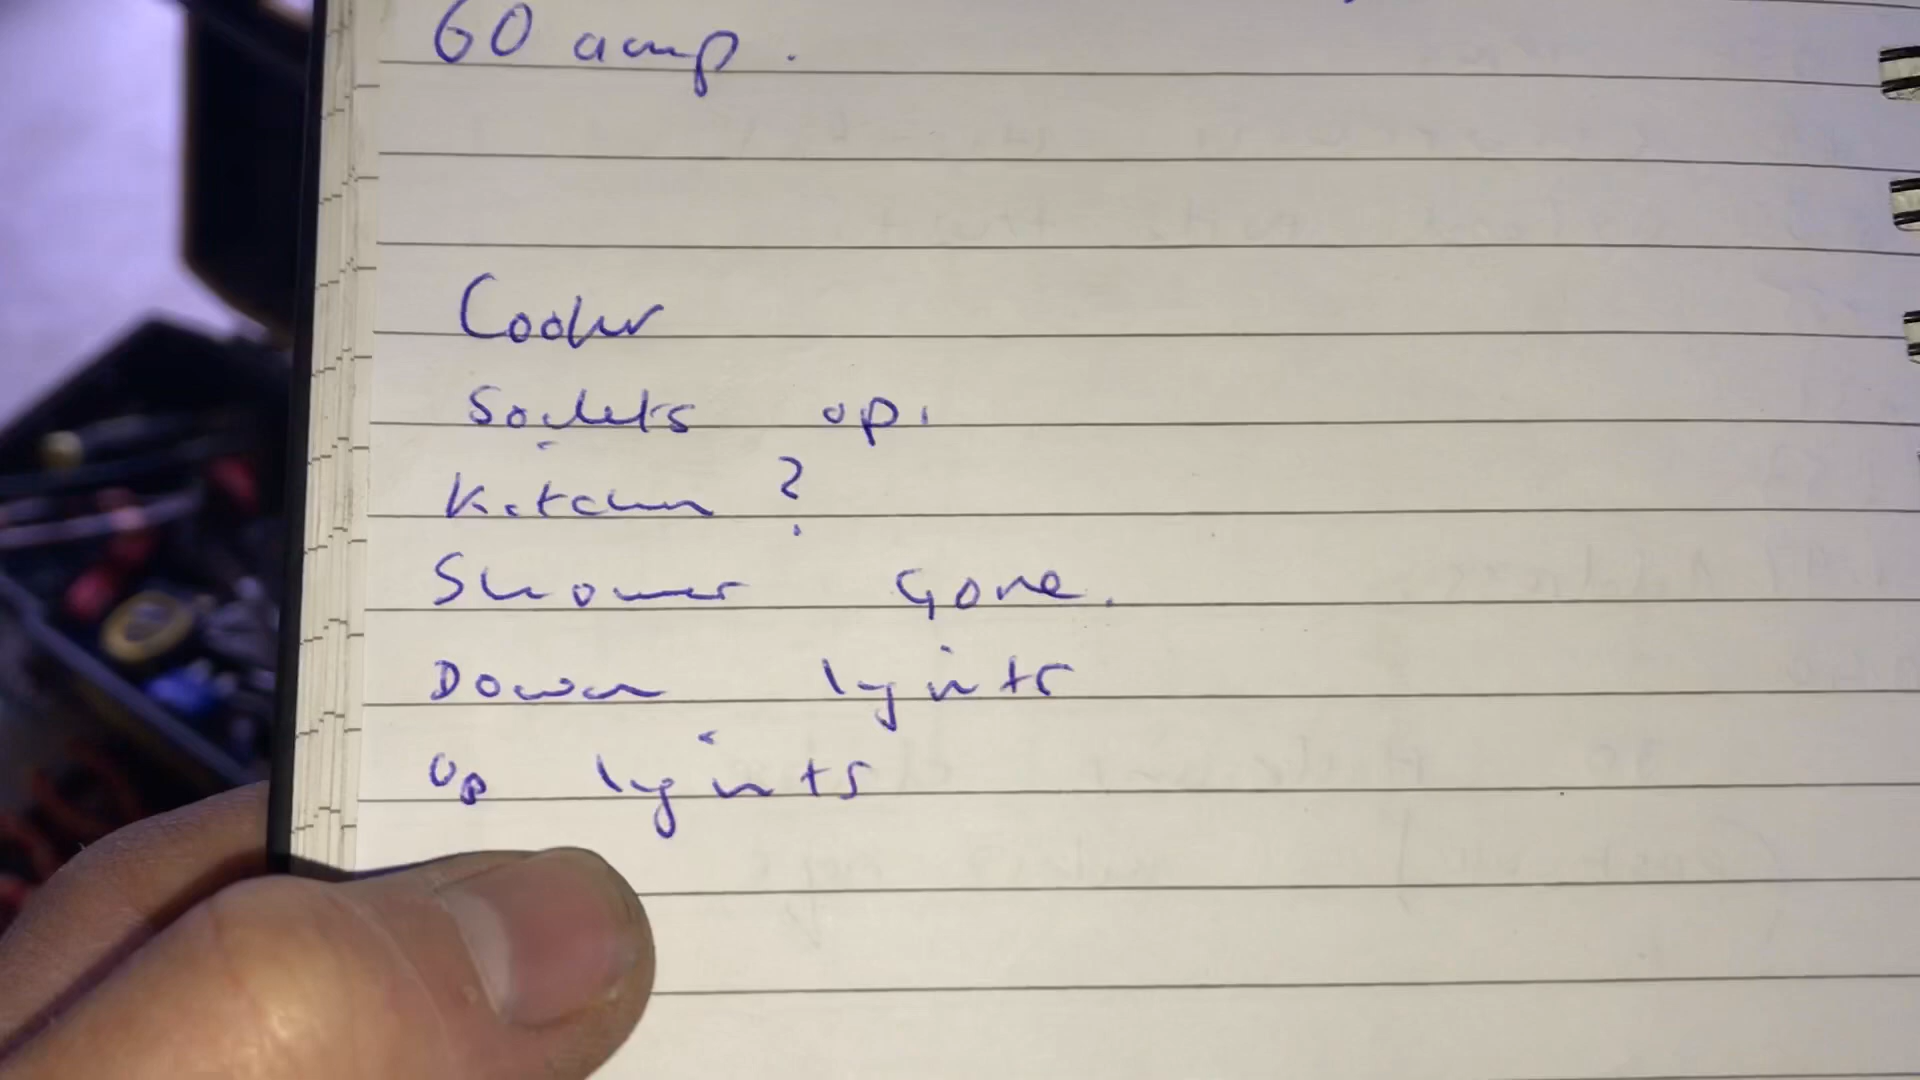 60 amp.
Cooker
Sockets up.
Kitchen ?
Shower Gone.
Down lights
Up lights